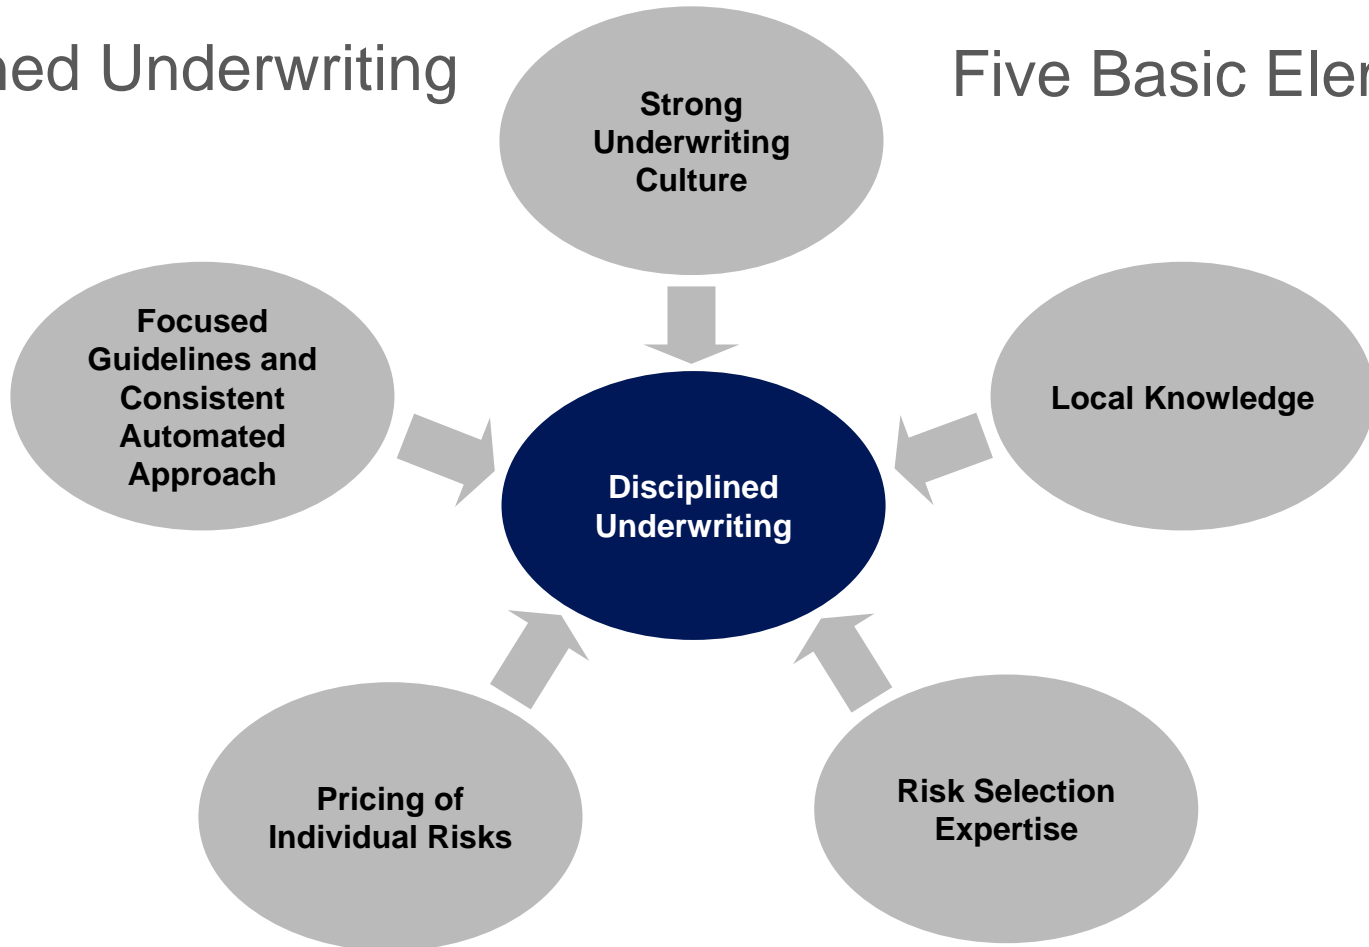 ned Underwriting
Five Basic Eler
Strong
Underwriting
Culture
Focused
Guidelines and
Consistent
Automated
Approach
Local Knowledge
Disciplined
Underwriting
Pricing of
Individual Risks
Risk Selection
Expertise